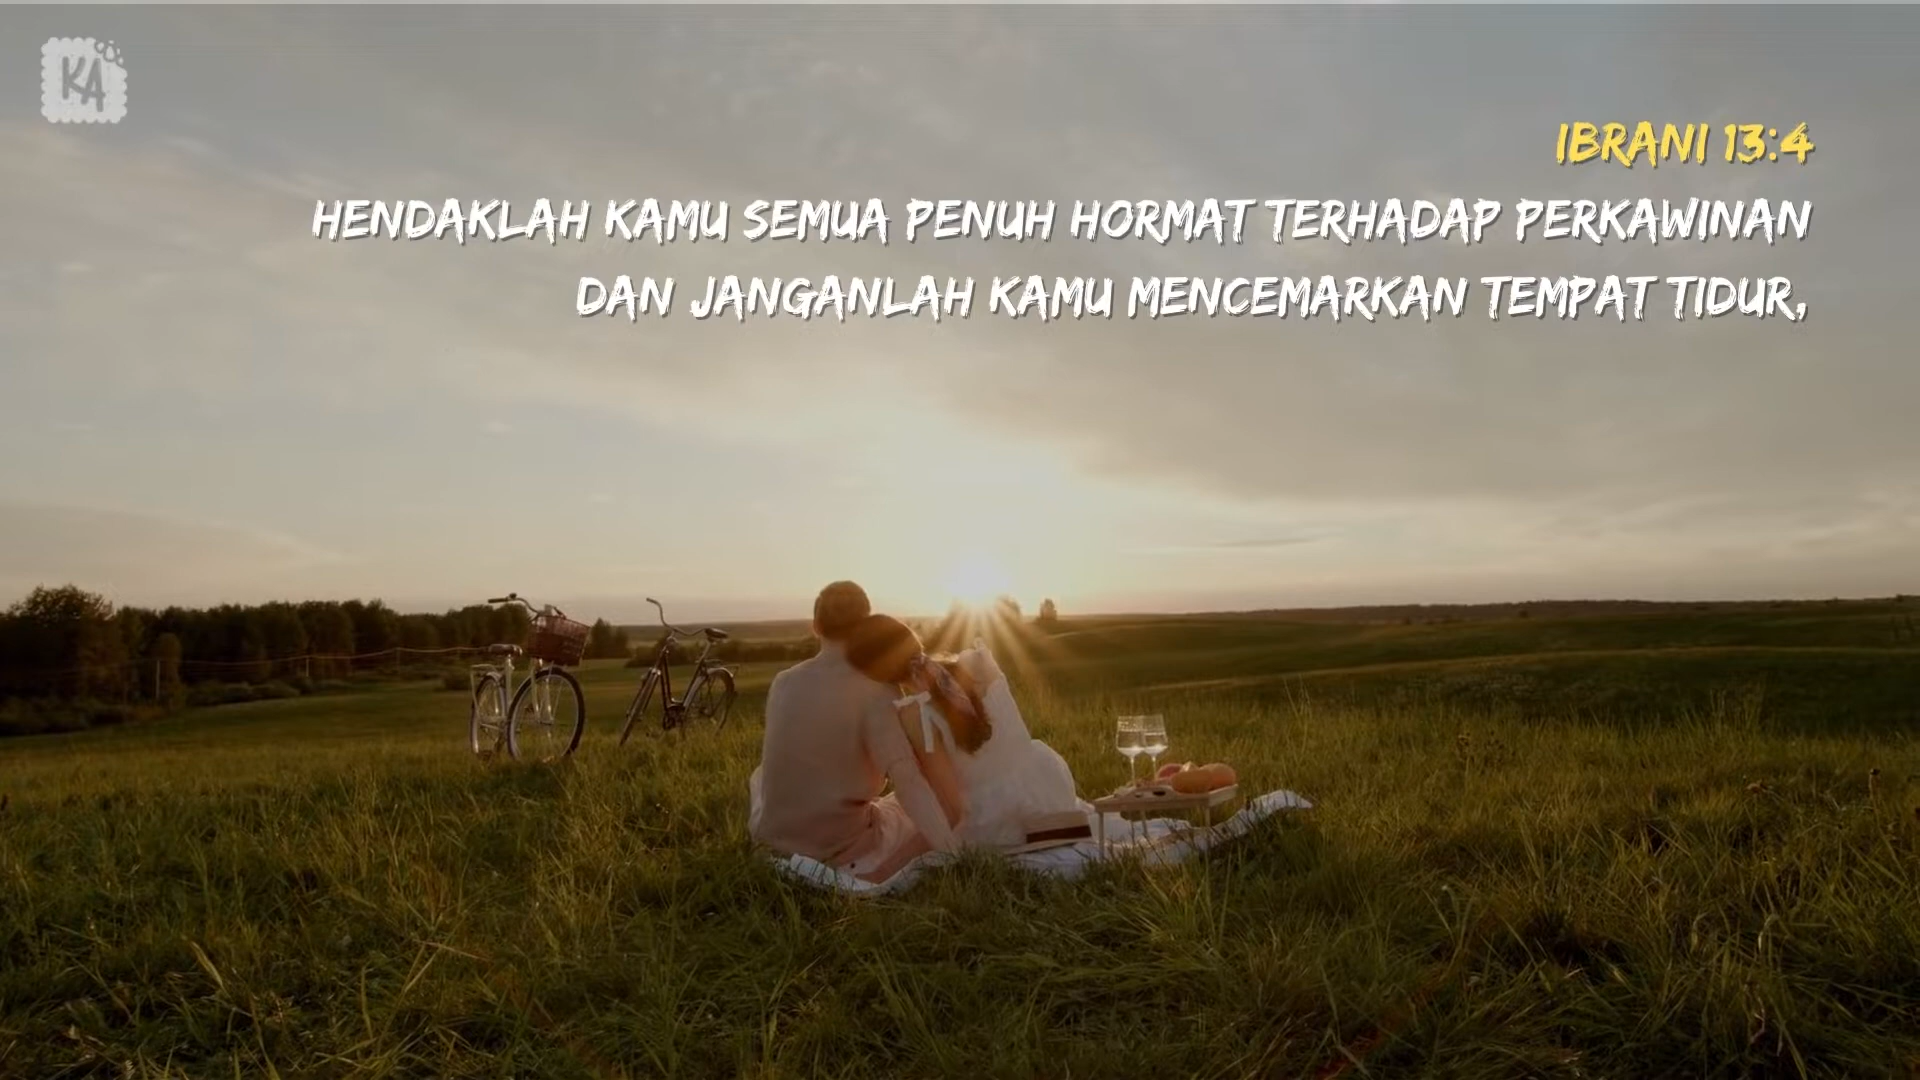 KA
IBRANI 13:4
HENDAKLAH KAMU SEMUA PENUH HORMAT TERHADAP PERKAWINAN
DAN JANGANLAH KAMU MENCEMARKAN TEMPAT TIDUR,